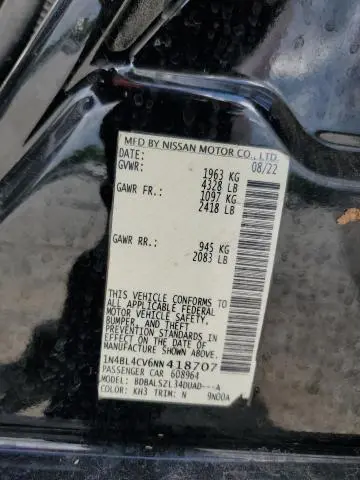 MFD BY NISSAN MOTOR CO., LTD.
DATE: 08/22
GVWR: 1963 KG
4328 LB
GAWR FR.: 1097 KG
2418 LB
GAWR RR.: 945 KG
2083 LB
THIS VEHICLE CONFORMS TO
ALL APPLICABLE FEDERAL
MOTOR VEHICLE SAFETY,
BUMPER, AND THEFT
PREVENTION STANDARDS
IN EFFECT ON THE DATE OF
MANUFACTURE SHOWN ABOVE.
1N4BL4CV6NN418707
PASSENGER CAR 608964
MODEL: BDBALSZL34DUAD---A
COLOR: KH3 TRIM: N 9N00A